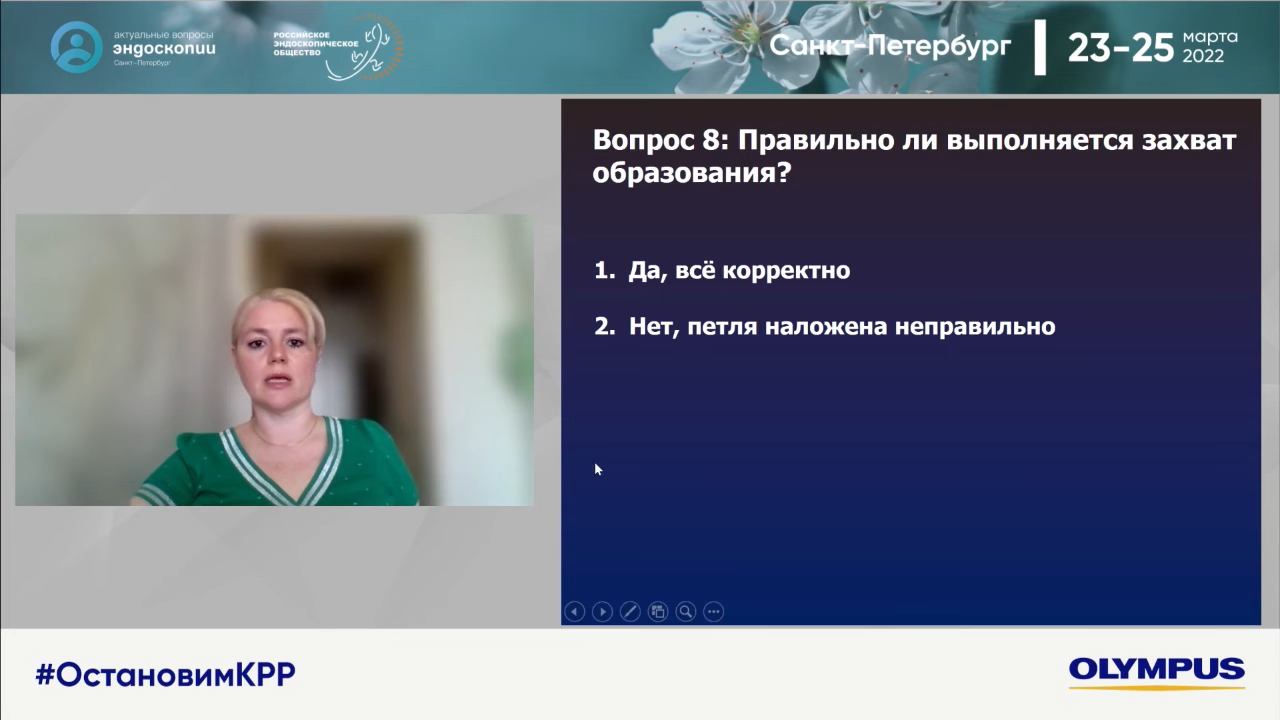 актуальные вопросы
эндоскопии
Санкт-Петербург
РОССИЙСКОЕ
ЭНДОСКОПИЧЕСКОЕ
ОБЩЕСТВО
Санкт-Петербург
23-25 марта
2022
Вопрос 8: Правильно ли выполняется захват
образования?
1. Да, всё корректно
2. Нет, петля наложена неправильно
#ОстановимКРР
OLYMPUS